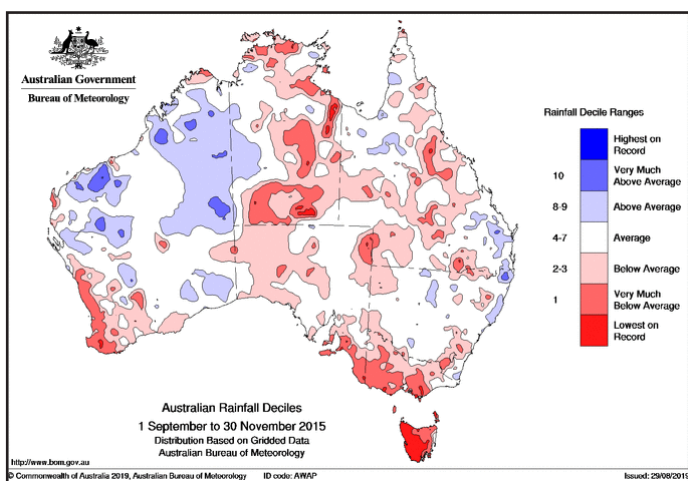 Australian Government
Bureau of Meteorology
Rainfall Decile Ranges
Highest on
Record
10
Very Much
Above Average
8-9
Above Average
4-7
Average
2-3
Below Average
1
Very Much
Below Average
Lowest on
Record
Australian Rainfall Deciles
1 September to 30 November 2015
Distribution Based on Gridded Data
Australian Bureau of Meteorology
http://www.bom.gov.au
© Commonwealth of Australia 2019, Australian Bureau of Meteorology
ID code: AWAP
Issued: 29/08/2019